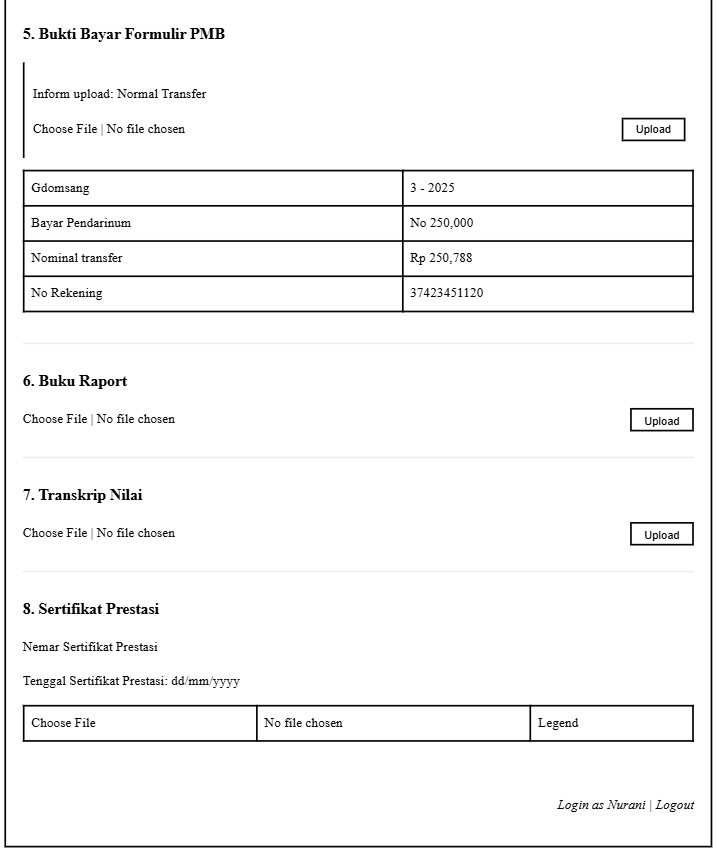 5. Bukti Bayar Formulir PMB
Inform upload: Normal Transfer
Choose File | No file chosen
Upload
Gdomsang
3 - 2025
Bayar Pendarinum
No 250,000
Nominal transfer
Rp 250,788
No Rekening
37423451120
6. Buku Raport
Choose File | No file chosen
Upload
7. Transkrip Nilai
Choose File | No file chosen
Upload
8. Sertifikat Prestasi
Nemar Sertifikat Prestasi
Tenggal Sertifikat Prestasi: dd/mm/yyyy
Choose File
No file chosen
Legend
Login as Nurani | Logout